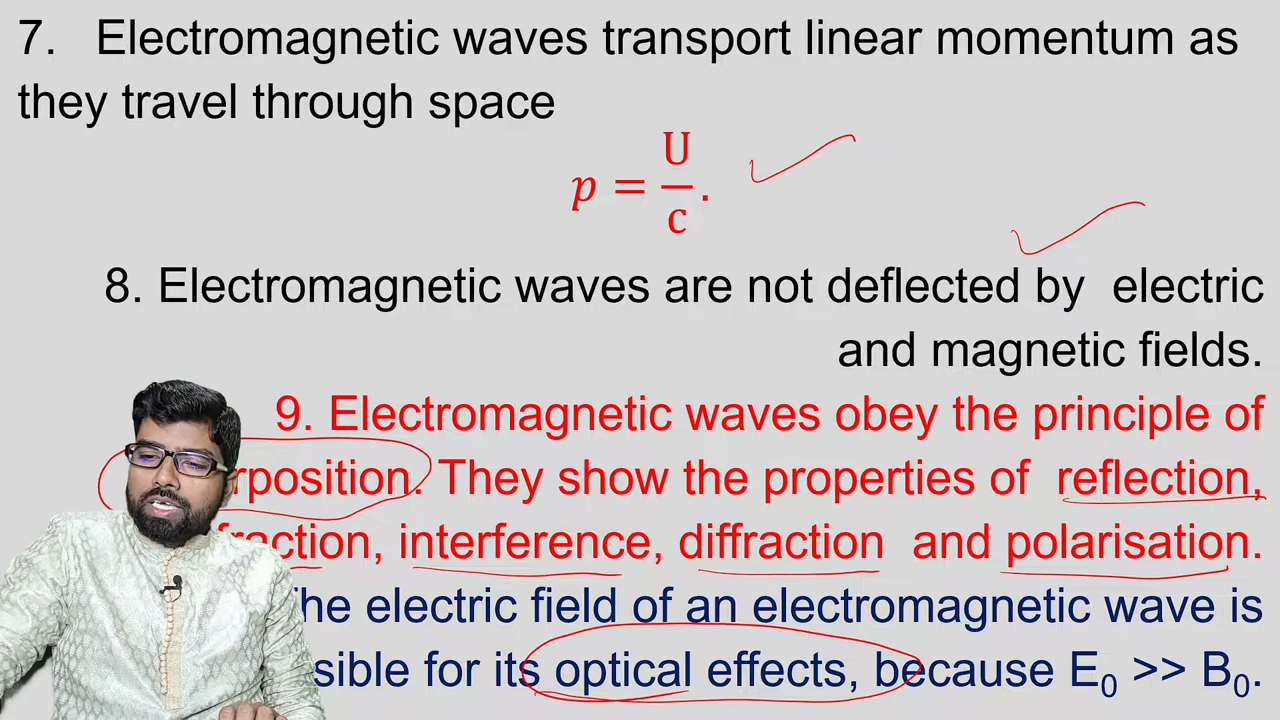 7. Electromagnetic waves transport linear momentum as
they travel through space
p = U/c.
8. Electromagnetic waves are not deflected by electric
and magnetic fields.
9. Electromagnetic waves obey the principle of
rposition. They show the properties of reflection,
fraction, interference, diffraction and polarisation.
he electric field of an electromagnetic wave is
sible for its optical effects, because E₀ >> B₀.